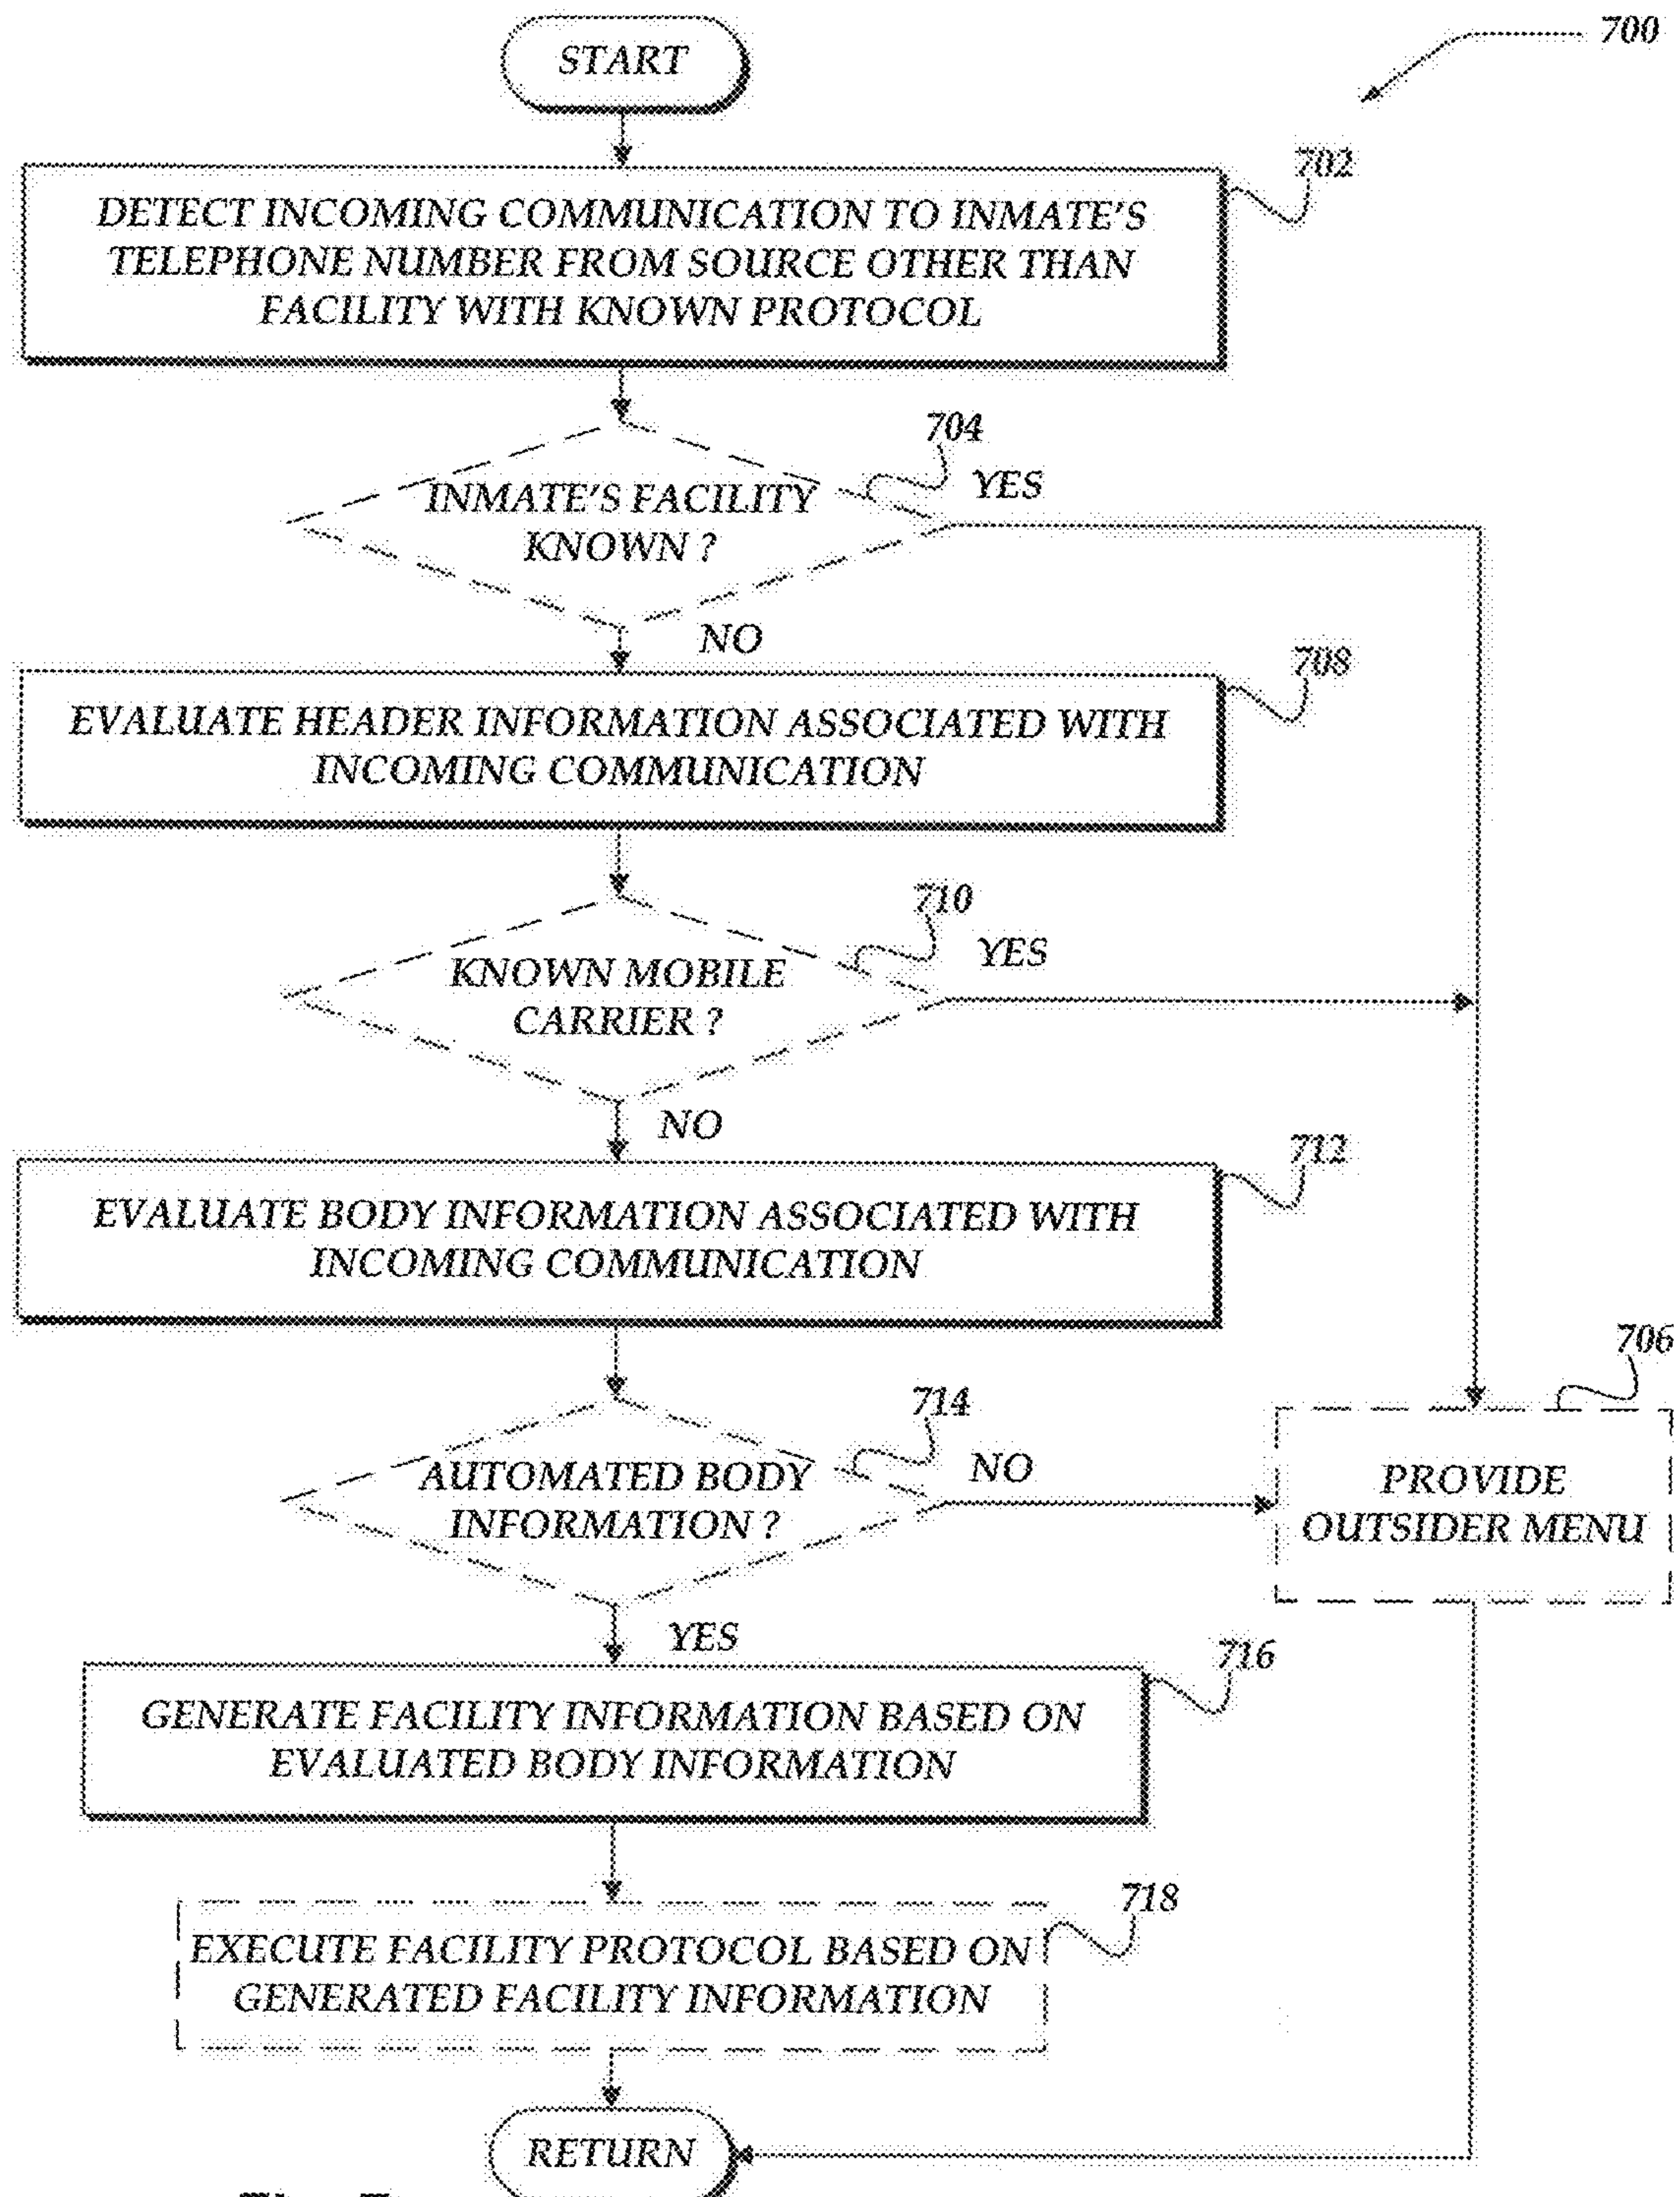 START
700
702
DETECT INCOMING COMMUNICATION TO INMATE'S
TELEPHONE NUMBER FROM SOURCE OTHER THAN
FACILITY WITH KNOWN PROTOCOL
704
INMATE'S FACILITY
KNOWN ?
YES
NO
708
EVALUATE HEADER INFORMATION ASSOCIATED WITH
INCOMING COMMUNICATION
710
KNOWN MOBILE
CARRIER ?
YES
NO
712
EVALUATE BODY INFORMATION ASSOCIATED WITH
INCOMING COMMUNICATION
706
714
AUTOMATED BODY
INFORMATION ?
NO
PROVIDE
OUTSIDER MENU
YES
716
GENERATE FACILITY INFORMATION BASED ON
EVALUATED BODY INFORMATION
718
EXECUTE FACILITY PROTOCOL BASED ON
GENERATED FACILITY INFORMATION
RETURN